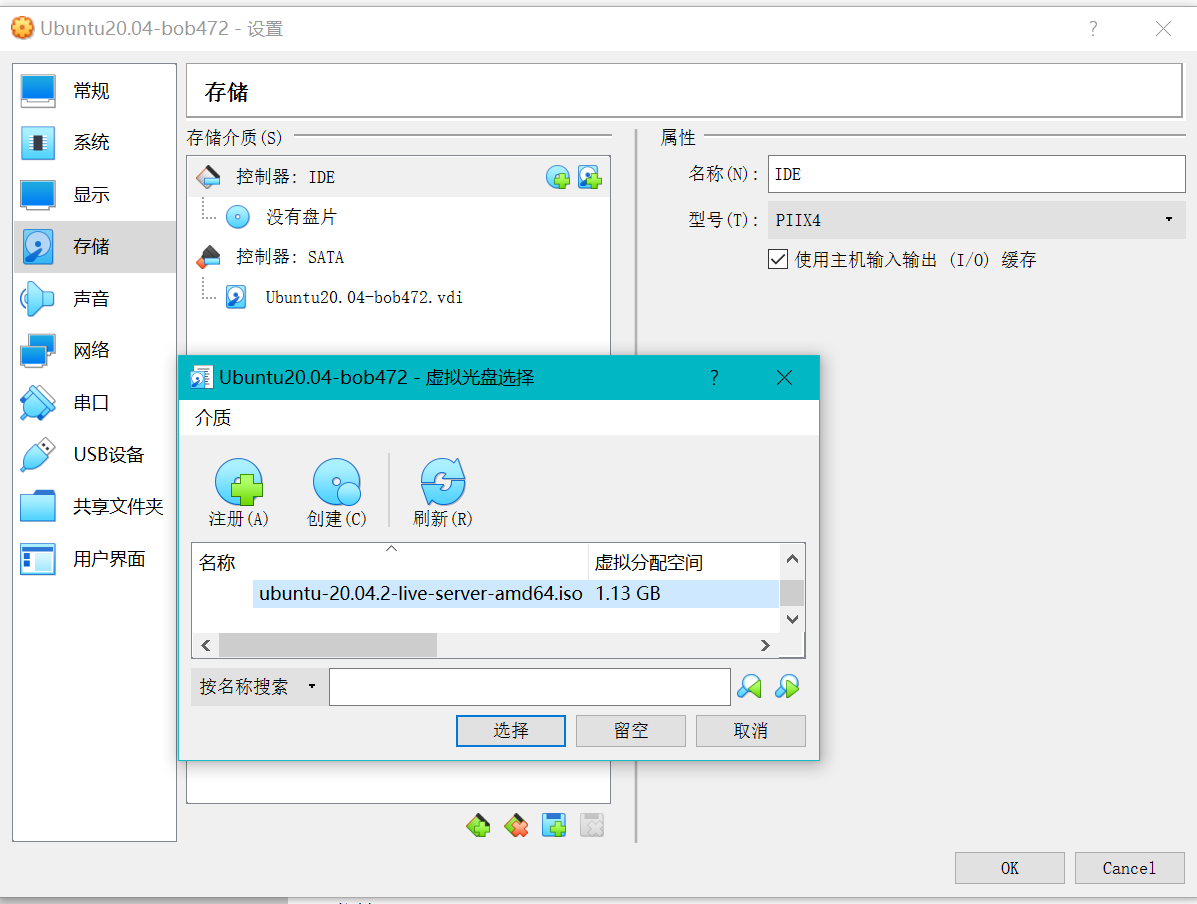 Ubuntu20.04-bob472 - 设置
?
常规
系统
显示
存储
声音
网络
串口
USB设备
共享文件夹
用户界面
存储
存储介质(S)
控制器: IDE
没有盘片
控制器: SATA
Ubuntu20.04-bob472.vdi
属性
名称(N): IDE
型号(T): PIIX4
使用主机输入输出 (I/O) 缓存
Ubuntu20.04-bob472 - 虚拟光盘选择
?
介质
注册(A) 创建(C) 刷新(R)
名称 虚拟分配空间
ubuntu-20.04.2-live-server-amd64.iso 1.13 GB
按名称搜索
选择 留空 取消
OK Cancel